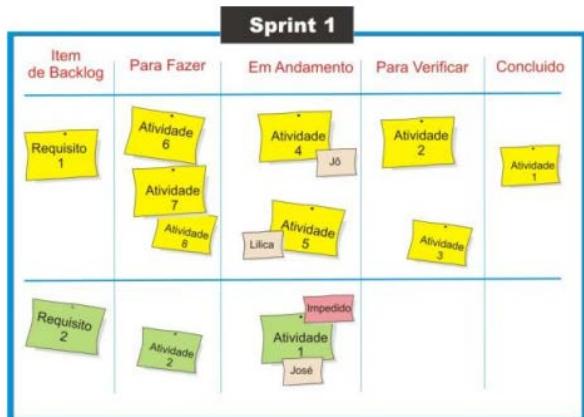 Sprint 1
Item
de Backlog
Para Fazer
Em Andamento
Para Verificar
Concluido
Requisito
1
Atividade
6
Atividade
7
Atividade
8
Atividade
4
Jô
Lilica
Atividade
5
Atividade
2
Atividade
3
Atividade
1
Requisito
2
Atividade
2
Impedido
Atividade
1
José